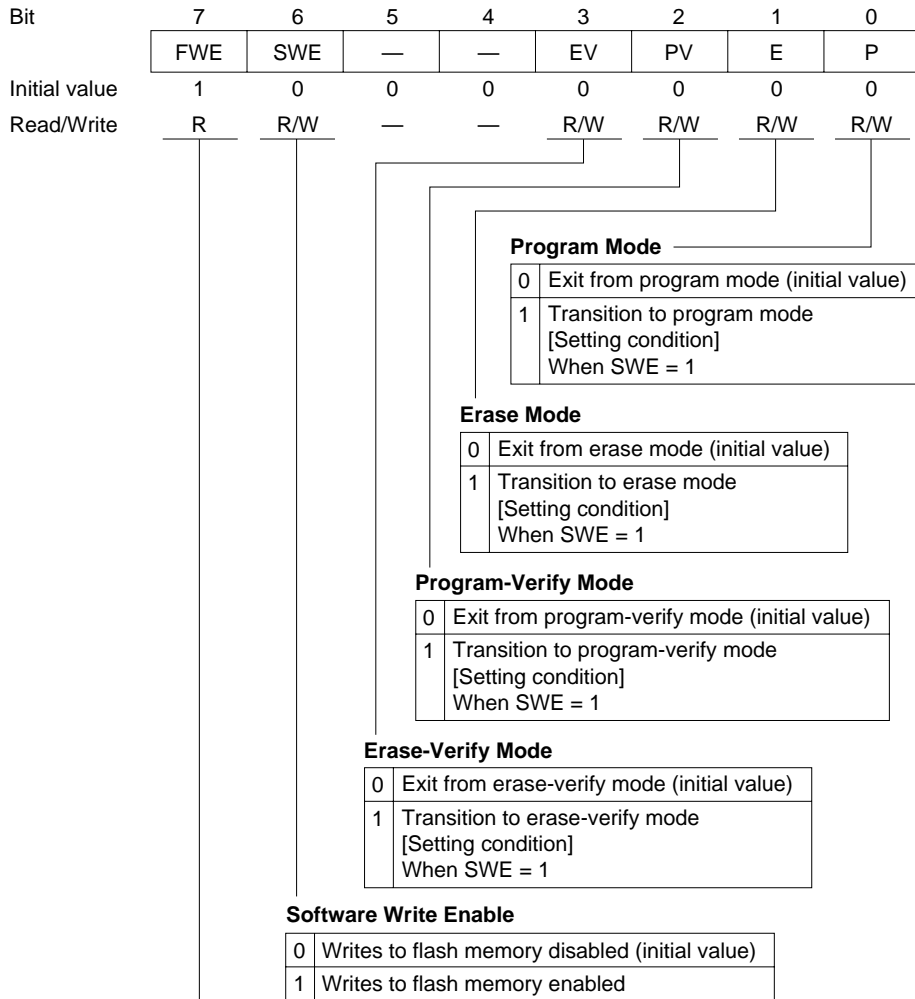 Bit 7 6 5 4 3 2 1 0
FWE SWE — — EV PV E P
Initial value 1 0 0 0 0 0 0 0
Read/Write R R/W — — R/W R/W R/W R/W
Program Mode
0 Exit from program mode (initial value)
1 Transition to program mode
[Setting condition]
When SWE = 1
Erase Mode
0 Exit from erase mode (initial value)
1 Transition to erase mode
[Setting condition]
When SWE = 1
Program-Verify Mode
0 Exit from program-verify mode (initial value)
1 Transition to program-verify mode
[Setting condition]
When SWE = 1
Erase-Verify Mode
0 Exit from erase-verify mode (initial value)
1 Transition to erase-verify mode
[Setting condition]
When SWE = 1
Software Write Enable
0 Writes to flash memory disabled (initial value)
1 Writes to flash memory enabled